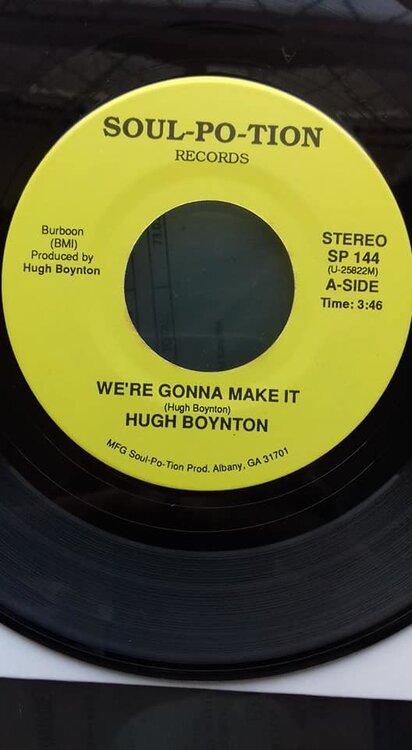 SOUL-PO-TION
RECORDS
Burboon
(BMI)
Produced by
Hugh Boynton
STEREO
SP 144
(U-25822M)
A-SIDE
Time: 3:46
WE'RE GONNA MAKE IT
(Hugh Boynton)
HUGH BOYNTON
MFG Soul-Po-Tion Prod. Albany, GA 31701